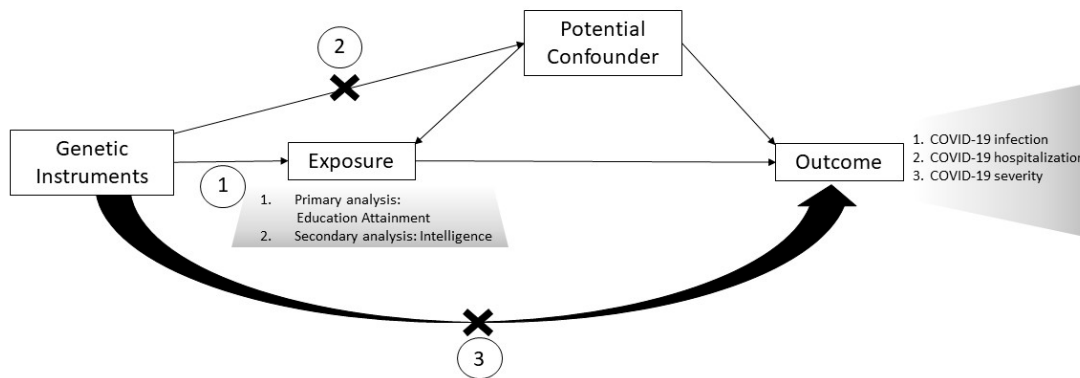 2
Potential
Confounder
Genetic
Instruments
1
Exposure
Outcome
1. COVID-19 infection
2. COVID-19 hospitalization
3. COVID-19 severity
1. Primary analysis:
Education Attainment
2. Secondary analysis: Intelligence
3